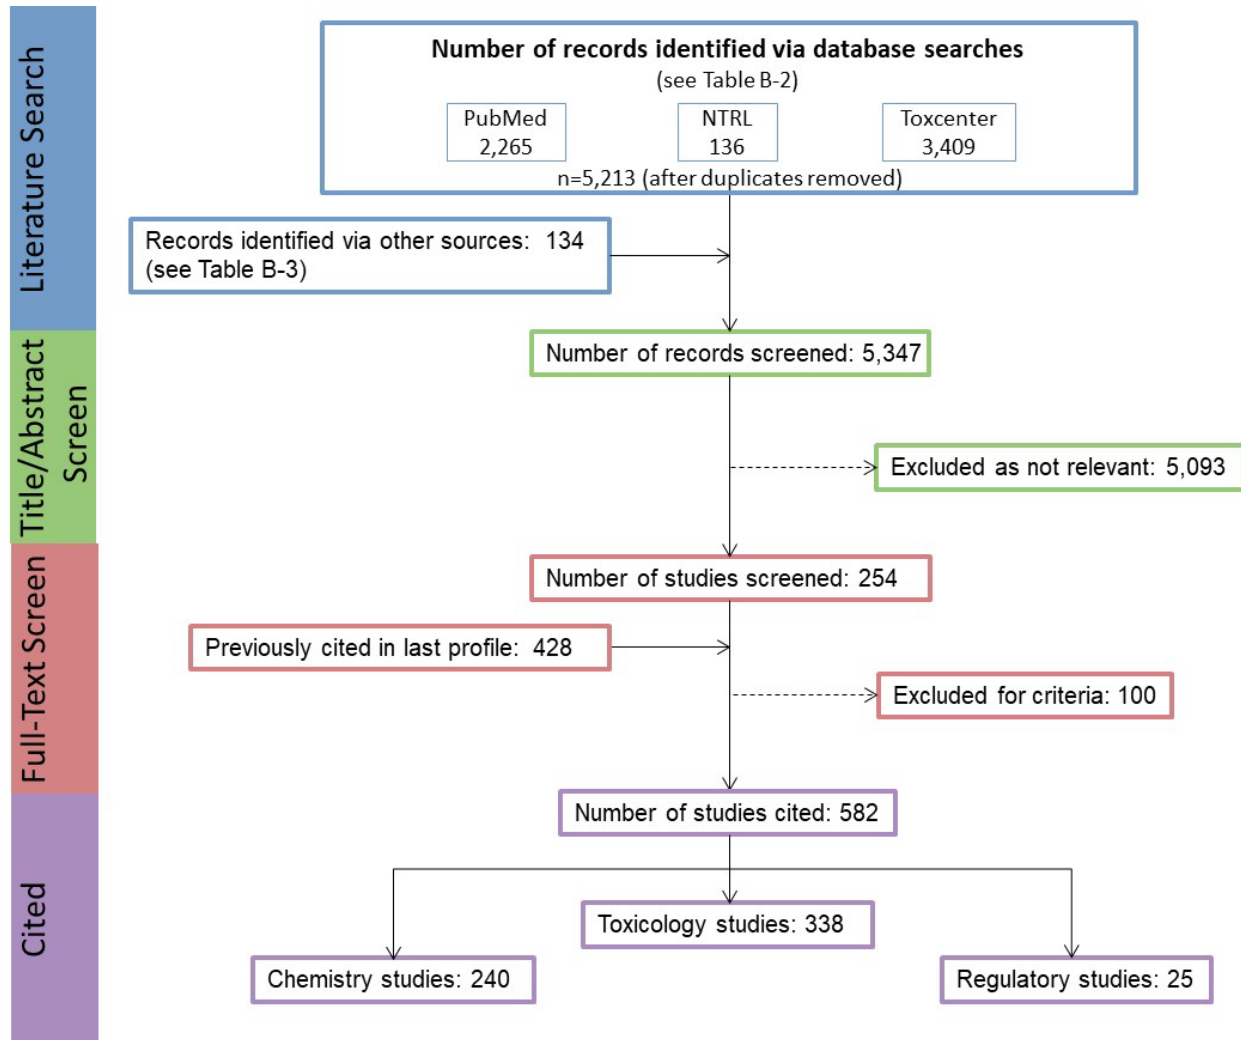 Literature Search
Number of records identified via database searches
(see Table B-2)
PubMed
2,265
NTRL
136
Toxcenter
3,409
n=5,213 (after duplicates removed)
Records identified via other sources: 134
(see Table B-3)
Title/Abstract
Screen
Number of records screened: 5,347
Excluded as not relevant: 5,093
Full-Text Screen
Number of studies screened: 254
Previously cited in last profile: 428
Excluded for criteria: 100
Cited
Number of studies cited: 582
Toxicology studies: 338
Chemistry studies: 240
Regulatory studies: 25